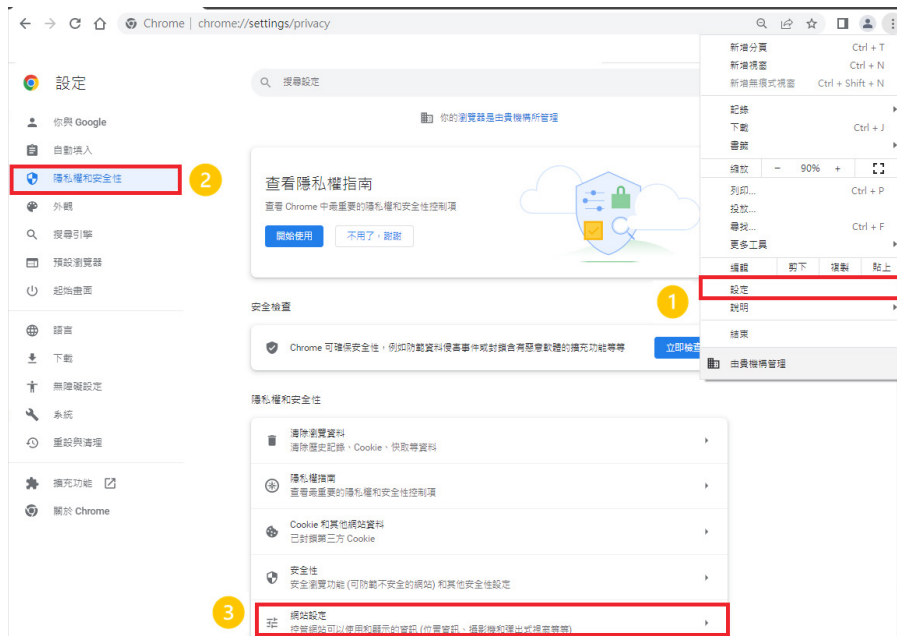 Chrome | chrome://settings/privacy
設定
搜尋設定
你與 Google
自動填入
隱私權和安全性
2
外觀
搜尋引擎
預設瀏覽器
起始畫面
語言
下載
無障礙設定
系統
重設與清理
擴充功能
關於 Chrome
你的瀏覽器是由貴機構所管理
查看隱私權指南
查看 Chrome 中最重要的隱私權和安全性控制項
開始使用 不用了，謝謝
安全檢查
Chrome 可確保安全性，例如防範資料侵害事件或封鎖含有惡意軟體的擴充功能等等
立即檢查
隱私權和安全性
清除瀏覽資料
清除歷史記錄、Cookie、快取等資料
隱私權指南
查看最重要的隱私權和安全性控制項
Cookie 和其他網站資料
已封鎖第三方 Cookie
安全性
安全瀏覽功能 (可防範不安全的網站) 和其他安全性設定
3
網站設定
控管網站可以使用和顯示的資訊 (位置資訊、攝影機和彈出式視窗等等)
新增分頁 Ctrl + T
新增視窗 Ctrl + N
新增無痕式視窗 Ctrl + Shift + N
記錄
下載 Ctrl + J
書籤
縮放 - 90% +
列印... Ctrl + P
投放...
尋找... Ctrl + F
更多工具
編輯 剪下 複製 貼上
1
設定
說明
結束
由貴機構管理